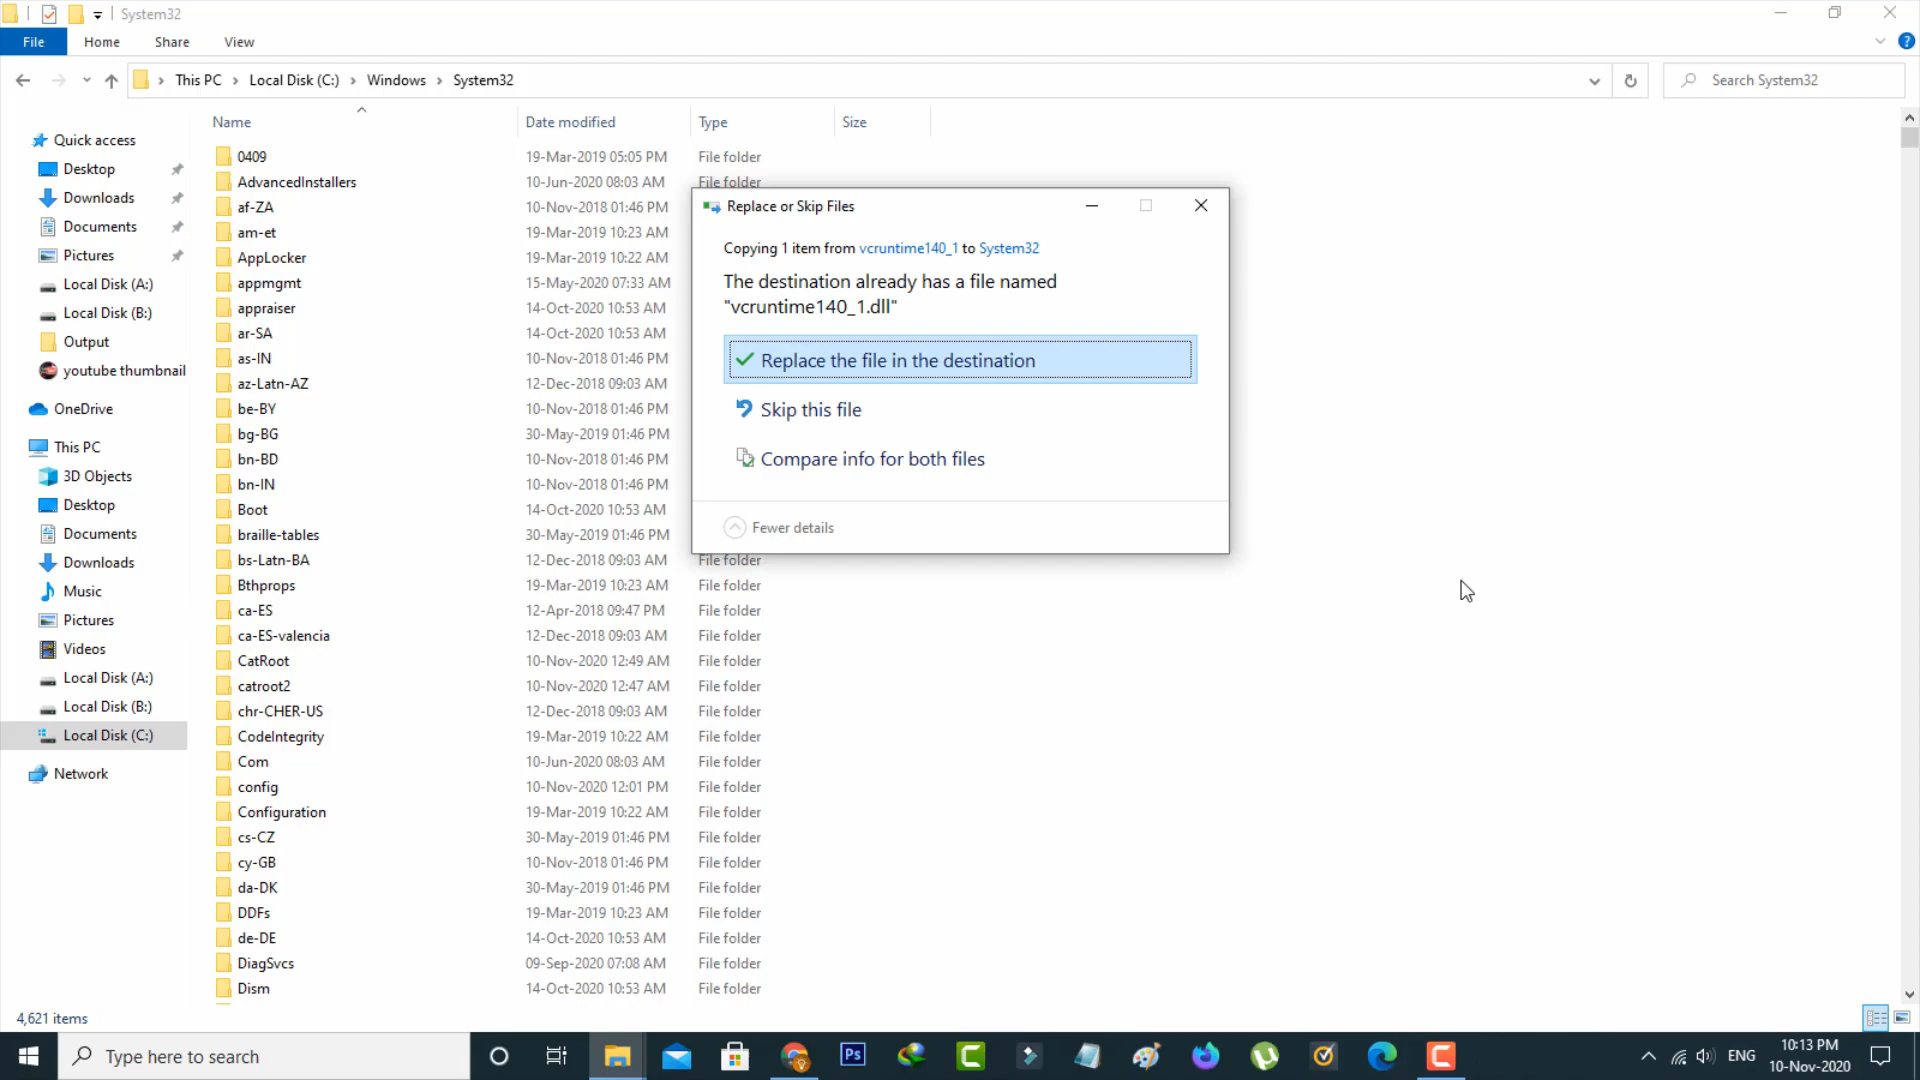 System32
File Home Share View
This PC Local Disk (C:) Windows System32
Search System32
Name Date modified Type Size
Quick access
Desktop
Downloads
Documents
Pictures
Local Disk (A:)
Local Disk (B:)
Output
youtube thumbnail
OneDrive
This PC
3D Objects
Desktop
Documents
Downloads
Music
Pictures
Videos
Local Disk (A:)
Local Disk (B:)
Local Disk (C:)
Network
0409 19-Mar-2019 05:05 PM File folder
AdvancedInstallers 10-Jun-2020 08:03 AM File folder
af-ZA 10-Nov-2018 01:46 PM
am-et 19-Mar-2019 10:23 AM
AppLocker 19-Mar-2019 10:22 AM
appmgmt 15-May-2020 07:33 AM
appraiser 14-Oct-2020 10:53 AM
ar-SA 14-Oct-2020 10:53 AM
as-IN 10-Nov-2018 01:46 PM
az-Latn-AZ 12-Dec-2018 09:03 AM
be-BY 10-Nov-2018 01:46 PM
bg-BG 30-May-2019 01:46 PM
bn-BD 10-Nov-2018 01:46 PM
bn-IN 10-Nov-2018 01:46 PM
Boot 14-Oct-2020 10:53 AM
braille-tables 30-May-2019 01:46 PM
bs-Latn-BA 12-Dec-2018 09:03 AM File folder
Bthprops 19-Mar-2019 10:23 AM File folder
ca-ES 12-Apr-2018 09:47 PM File folder
ca-ES-valencia 12-Dec-2018 09:03 AM File folder
CatRoot 10-Nov-2020 12:49 AM File folder
catroot2 10-Nov-2020 12:47 AM File folder
chr-CHER-US 12-Dec-2018 09:03 AM File folder
CodeIntegrity 19-Mar-2019 10:22 AM File folder
Com 10-Jun-2020 08:03 AM File folder
config 10-Nov-2020 12:01 PM File folder
Configuration 19-Mar-2019 10:22 AM File folder
cs-CZ 30-May-2019 01:46 PM File folder
cy-GB 10-Nov-2018 01:46 PM File folder
da-DK 30-May-2019 01:46 PM File folder
DDFs 19-Mar-2019 10:23 AM File folder
de-DE 14-Oct-2020 10:53 AM File folder
DiagSvcs 09-Sep-2020 07:08 AM File folder
Dism 14-Oct-2020 10:53 AM File folder
Replace or Skip Files
Copying 1 item from vcruntime140_1 to System32
The destination already has a file named
"vcruntime140_1.dll"
Replace the file in the destination
Skip this file
Compare info for both files
Fewer details
4,621 items
Type here to search
Ps
ENG
10:13 PM
10-Nov-2020